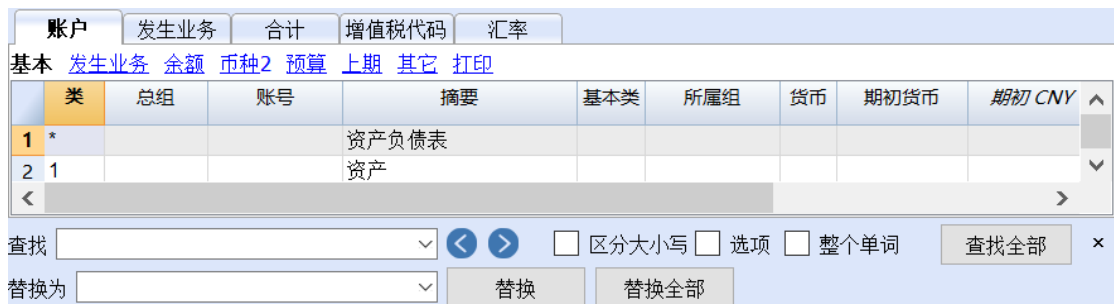 账户 发生业务 合计 增值税代码 汇率
基本 发生业务 余额 币种2 预算 上期 其它 打印
类 总组 账号 摘要 基本类 所属组 货币 期初货币 期初 CNY
1 * 资产负债表
2 1 资产
查找 区分大小写 选项 整个单词 查找全部 ×
替换为 替换 替换全部